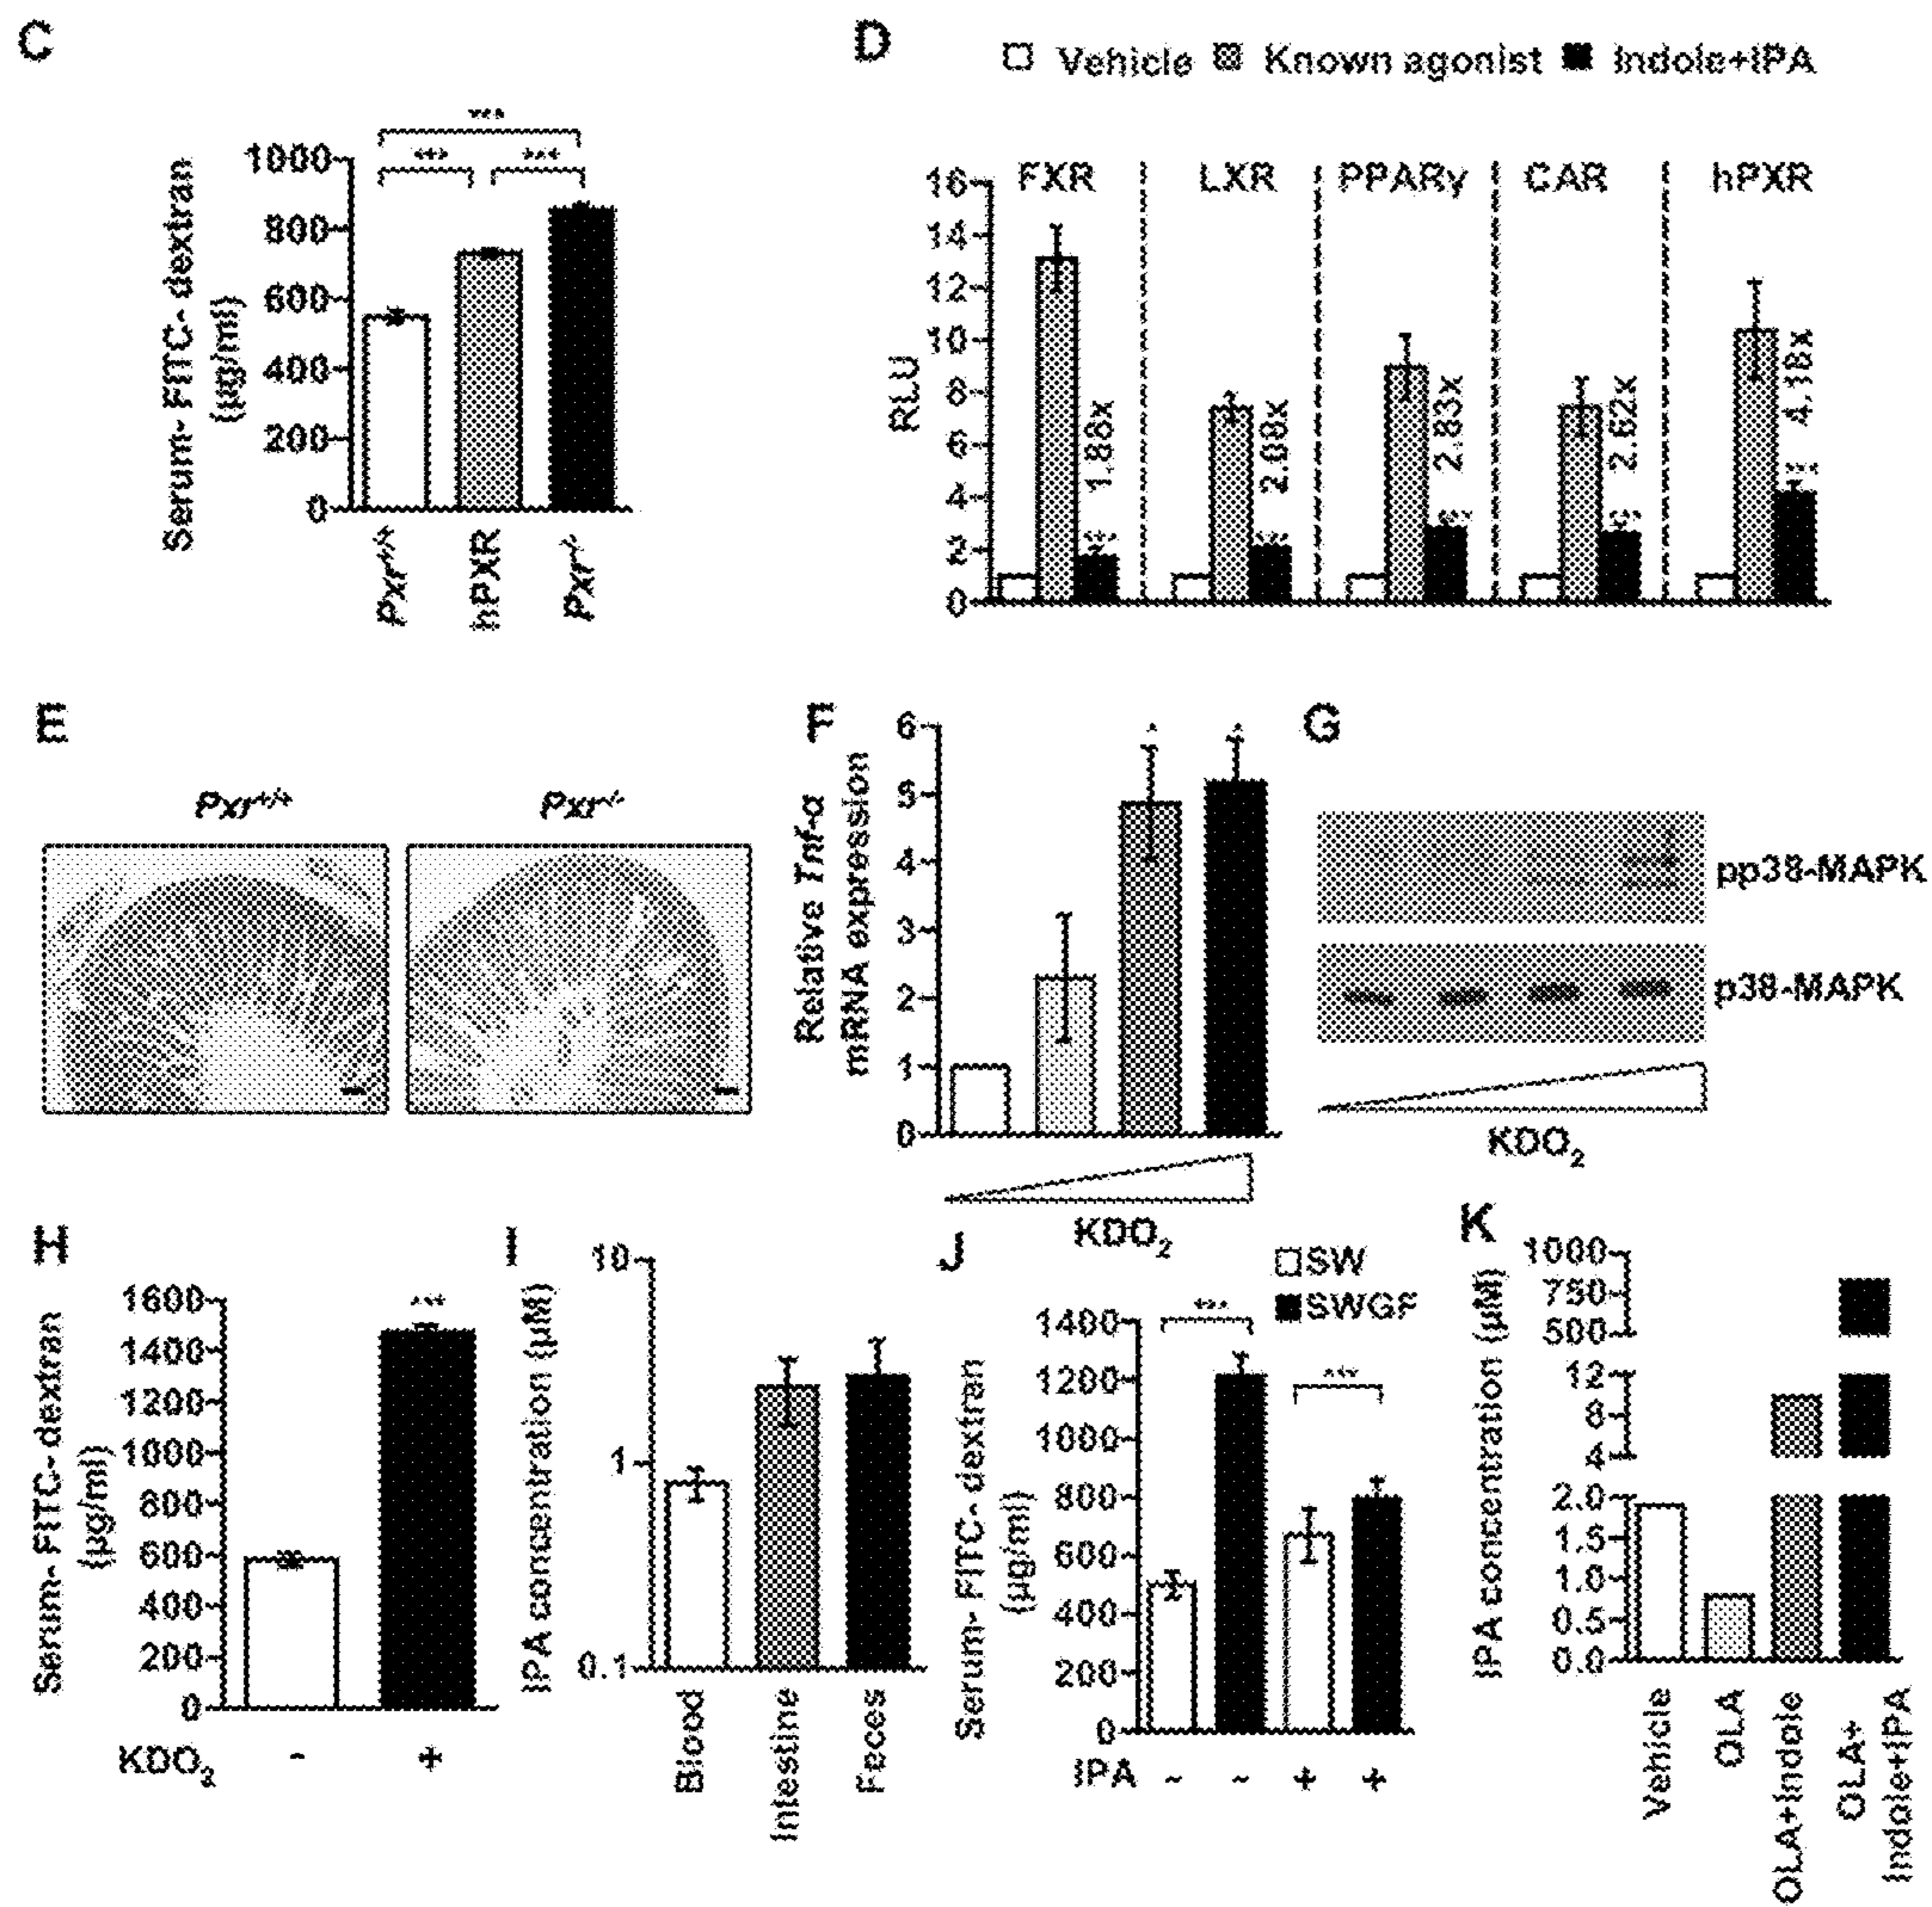 C
1000
800
600
400
200
0
Serum- FITC- dextran
(µg/ml)
***
***
***
Pxr+/+
hPXR
Pxr-/-
D
Vehicle Known agonist Indole+IPA
FXR LXR PPARγ CAR hPXR
16
14
12
10
8
6
4
2
0
RLU
1.88x
2.08x
2.83x
2.62x
4.18x
E
Pxr+/+ Pxr-/-
F
6
5
4
3
2
1
0
Relative Tnf-α
mRNA expression
KDO2
G
pp38-MAPK
p38-MAPK
KDO2
H
1600
1400
1200
1000
800
600
400
200
0
Serum- FITC- dextran
(µg/ml)
KDO2 - +
I
10
1
0.1
IPA concentration (µM)
Blood
Intestine
Feces
J
SW
SWGF
1400
1200
1000
800
600
400
200
0
Serum- FITC- dextran
(µg/ml)
***
***
IPA - - + +
K
1000
750
500
12
8
4
2.0
1.5
1.0
0.5
0.0
IPA concentration (µM)
Vehicle
OLA
OLA+Indole
OLA+
Indole+IPA